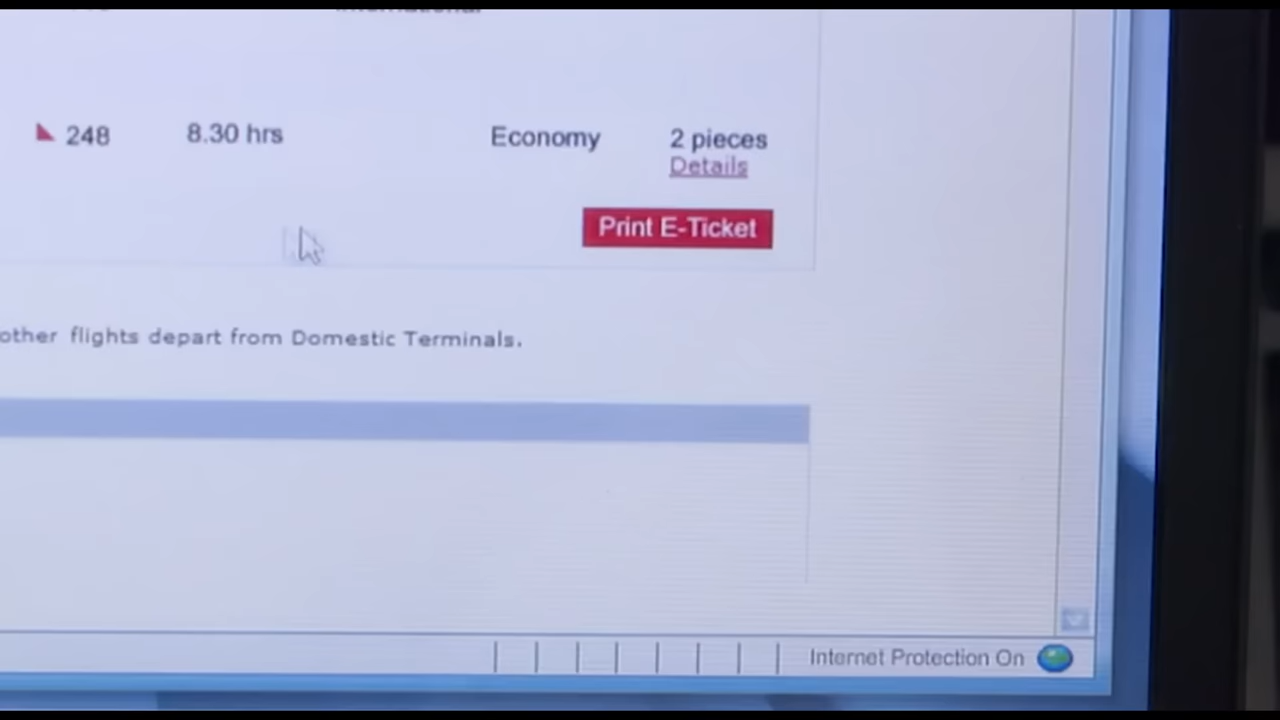 248 8.30 hrs Economy 2 pieces
Details
Print E-Ticket
other flights depart from Domestic Terminals.
Internet Protection On